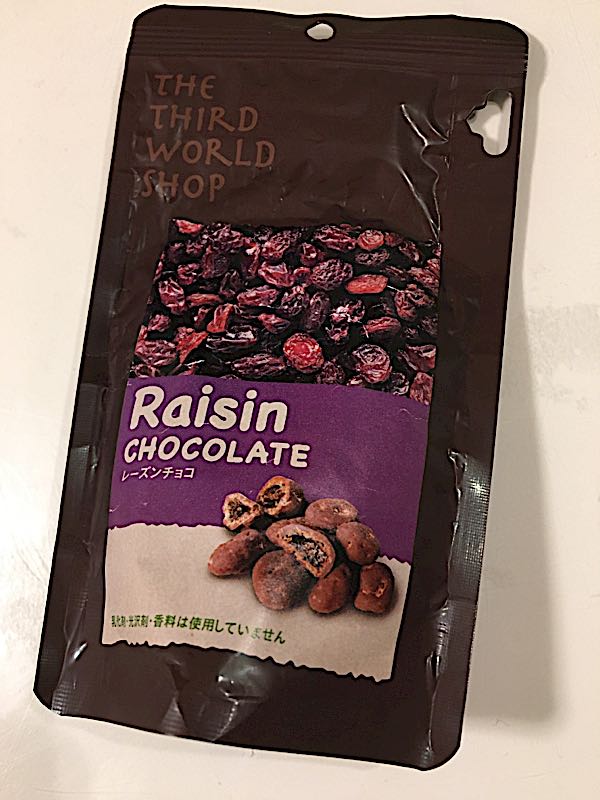 THE
THIRD
WORLD
SHOP
Raisin
CHOCOLATE
レーズンチョコ
乳化剤・光沢剤・香料は使用していません